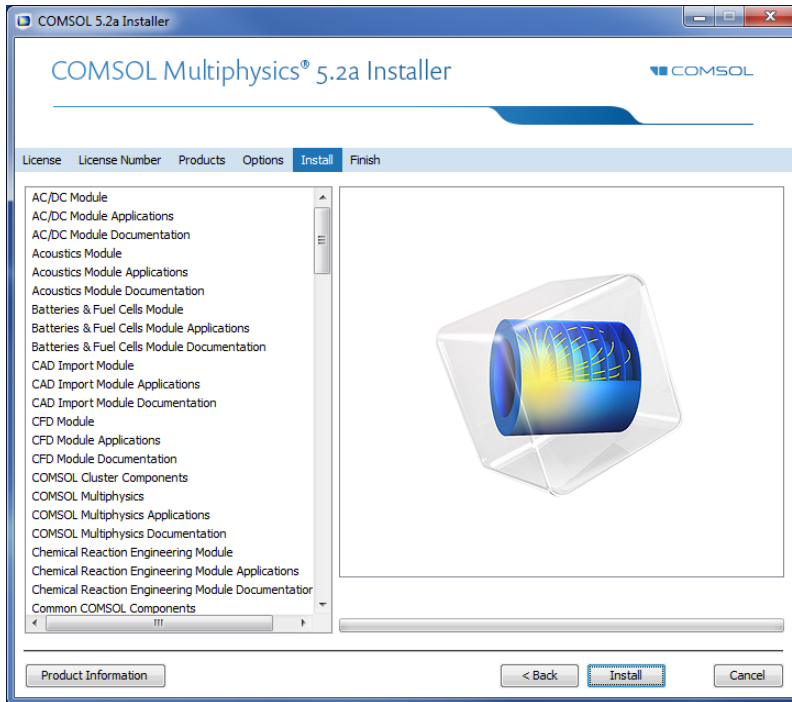 COMSOL 5.2a Installer
COMSOL Multiphysics® 5.2a Installer
COMSOL
License License Number Products Options Install Finish
AC/DC Module
AC/DC Module Applications
AC/DC Module Documentation
Acoustics Module
Acoustics Module Applications
Acoustics Module Documentation
Batteries & Fuel Cells Module
Batteries & Fuel Cells Module Applications
Batteries & Fuel Cells Module Documentation
CAD Import Module
CAD Import Module Applications
CAD Import Module Documentation
CFD Module
CFD Module Applications
CFD Module Documentation
COMSOL Cluster Components
COMSOL Multiphysics
COMSOL Multiphysics Applications
COMSOL Multiphysics Documentation
Chemical Reaction Engineering Module
Chemical Reaction Engineering Module Applications
Chemical Reaction Engineering Module Documentation
Common COMSOL Components
Product Information < Back Install Cancel